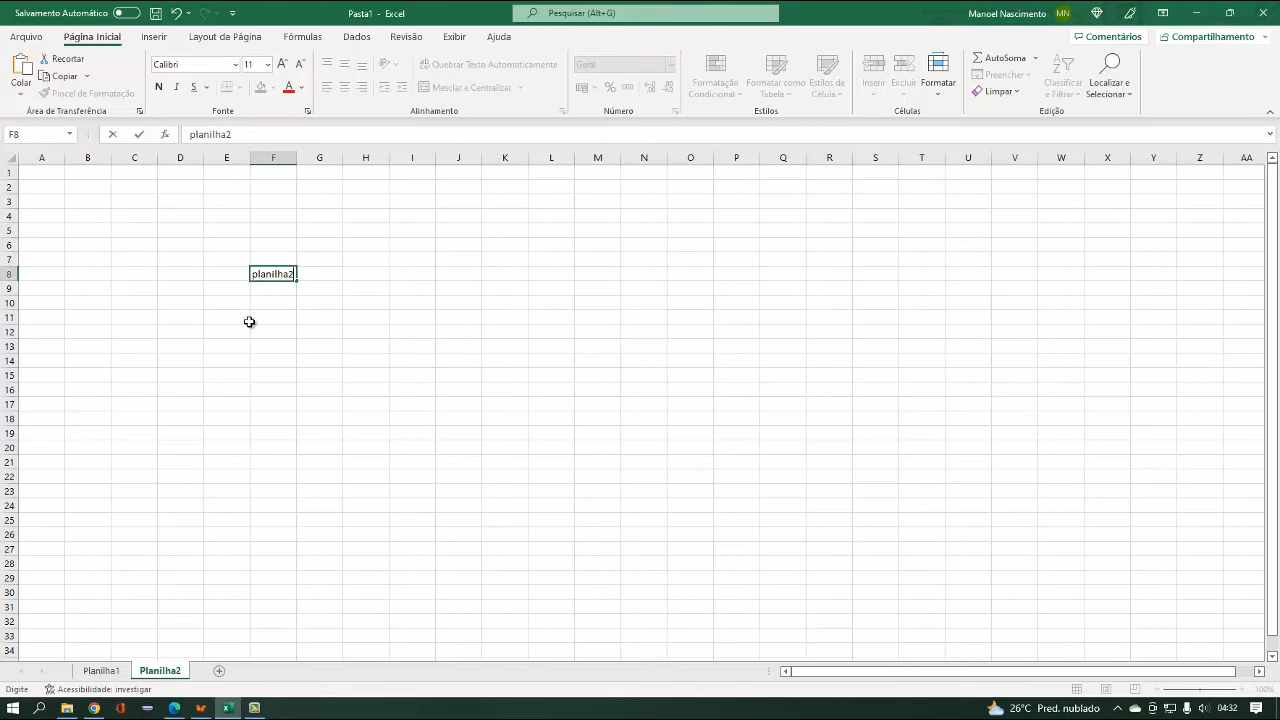 Salvamento Automático
Pasta1 - Excel
Pesquisar (Alt+G)
Manoel Nascimento
MN
Arquivo Página Inicial Inserir Layout da Página Fórmulas Dados Revisão Exibir Ajuda
Comentários
Compartilhamento
Colar
Recortar
Copiar
Pincel de Formatação
Área de Transferência
Calibri 11
N I S
Fonte
Quebrar Texto Automaticamente
Mesclar e Centralizar
Alinhamento
Geral
%
Número
Formatação Condicional
Formatar como Tabela
Estilos de Célula
Estilos
Inserir Excluir Formatar
Células
AutoSoma
Preencher
Limpar
Classificar e Filtrar
Localizar e Selecionar
Edição
F8
fx
planilha2
A B C D E F G H I J K L M N O P Q R S T U V W X Y Z AA
1
2
3
4
5
6
7
8 planilha2
9
10
11
12
13
14
15
16
17
18
19
20
21
22
23
24
25
26
27
28
29
30
31
32
33
34
Planilha1 Planilha2
Digite
Acessibilidade: investigar
100%
26°C Pred. nublado
04:32